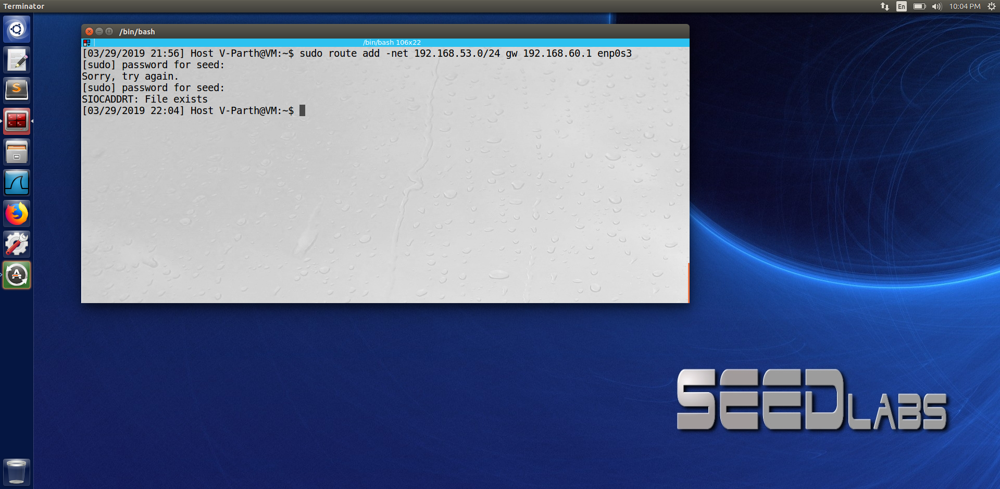 Terminator
En
10:04 PM
/bin/bash
/bin/bash 106x22
[03/29/2019 21:56] Host V-Parth@VM:~$ sudo route add -net 192.168.53.0/24 gw 192.168.60.1 enp0s3
[sudo] password for seed:
Sorry, try again.
[sudo] password for seed:
SIOCADDRT: File exists
[03/29/2019 22:04] Host V-Parth@VM:~$
SEEDLABS